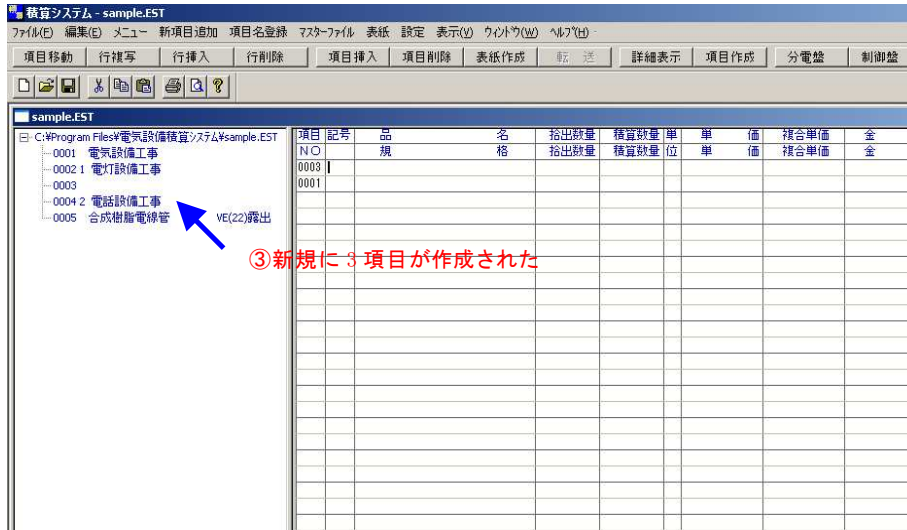 積算システム - sample.EST
ファイル(F) 編集(E) メニュー 新項目追加 項目名登録 マスターファイル 表紙 設定 表示(V) ウィンドウ(W) ヘルプ(H)
項目移動 行複写 行挿入 行削除 項目挿入 項目削除 表紙作成 転 送 詳細表示 項目作成 分電盤 制御盤
sample.EST
C:¥Program Files¥電気設備積算システム¥sample.EST
0001 電気設備工事
0002 1 電灯設備工事
0003
0004 2 電話設備工事
0005 合成樹脂電線管 VE(22)露出
項目 記号 品 名 拾出数量 積算数量 単 単 価 複合単価 金
NO 規 格 拾出数量 積算数量 位 単 価 複合単価 金
0003
0001
③新規に3項目が作成された